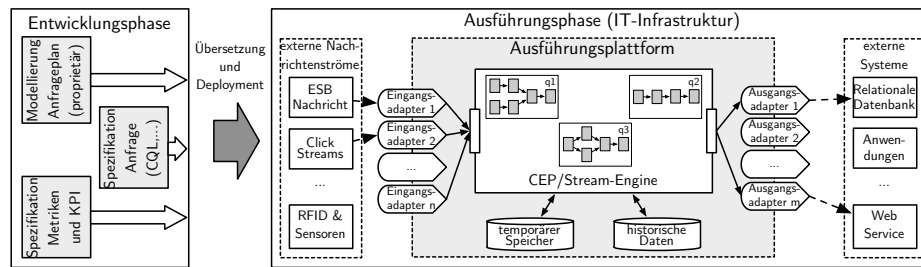 Entwicklungsphase
Modellierung
Anfrageplan
(proprietär)
Spezifikation
Anfrage
(CQL,...)
Spezifikation
Metriken
und KPI
Übersetzung
und
Deployment
Ausführungsphase (IT-Infrastruktur)
externe Nach-
richtenströme
ESB
Nachricht
Click
Streams
...
RFID &
Sensoren
Ausführungsplattform
Eingangs-
adapter 1
Eingangs-
adapter 2
...
Eingangs-
adapter n
q1
q2
q3
CEP/Stream-Engine
temporärer
Speicher
historische
Daten
Ausgangs-
adapter 1
Ausgangs-
adapter 2
...
Ausgangs-
adapter m
externe
Systeme
Relationale
Datenbank
Anwen-
dungen
...
Web
Service